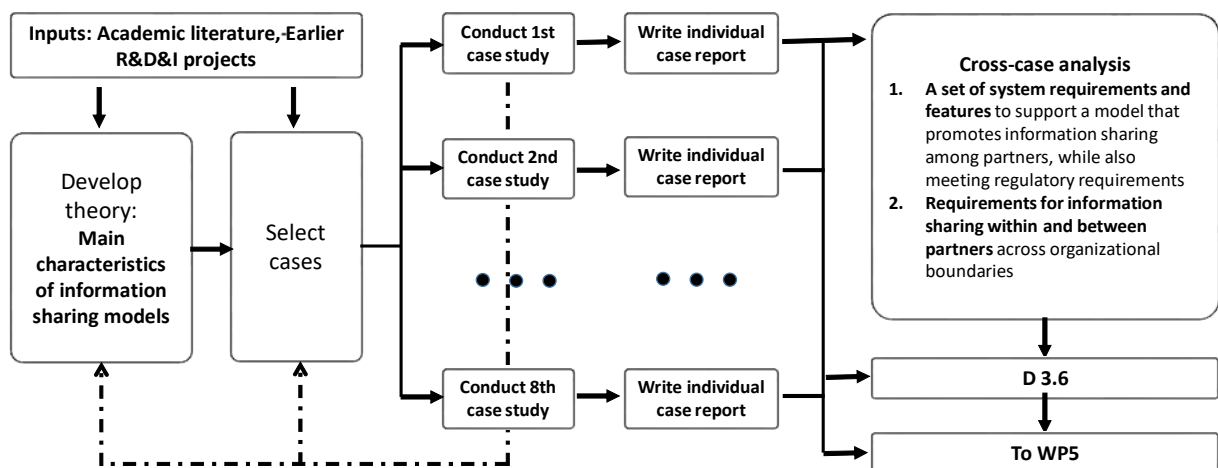 Inputs: Academic literature, Earlier
R&D&I projects
Develop
theory:
Main
characteristics
of information
sharing models
Select
cases
Conduct 1st
case study
Write individual
case report
Conduct 2nd
case study
Write individual
case report
Conduct 8th
case study
Write individual
case report
Cross-case analysis
1. A set of system requirements and
features to support a model that
promotes information sharing
among partners, while also
meeting regulatory requirements
2. Requirements for information
sharing within and between
partners across organizational
boundaries
D 3.6
To WP5